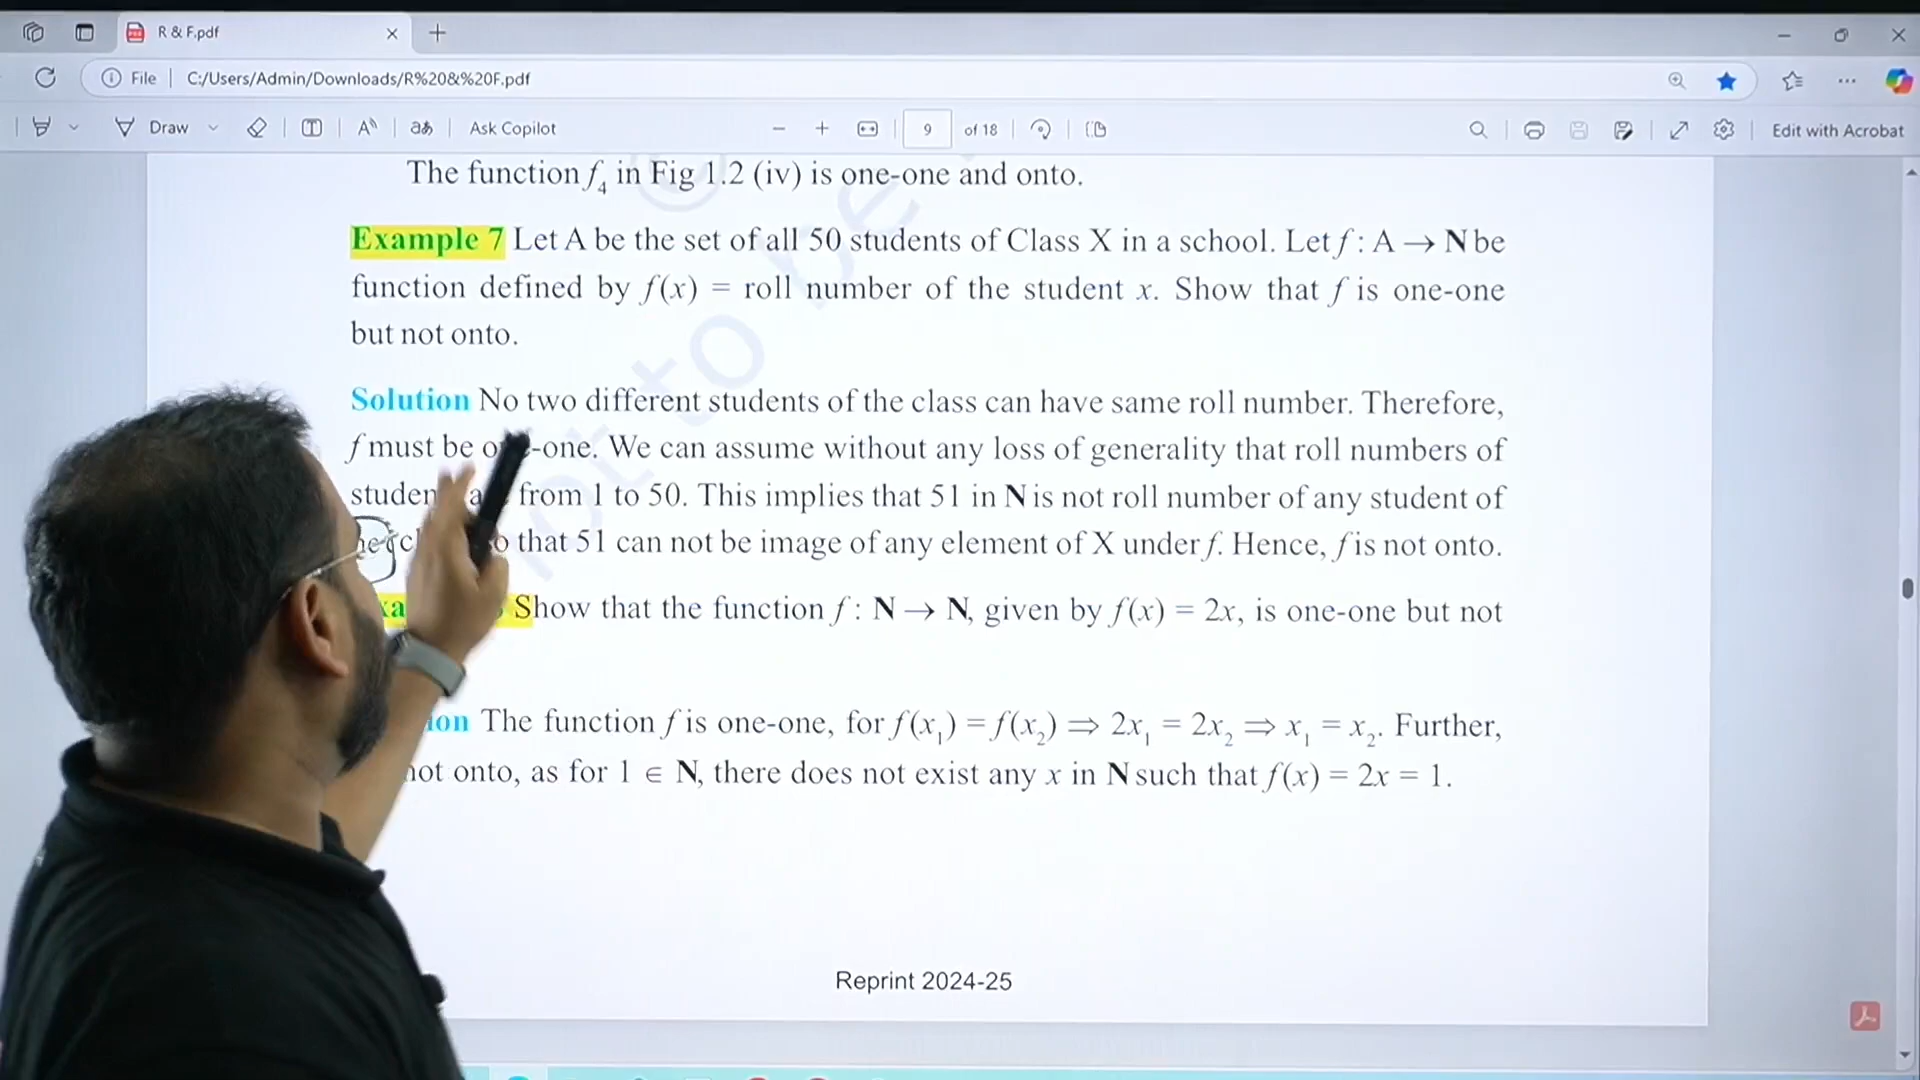 R & F.pdf
File C:/Users/Admin/Downloads/R%20&%20F.pdf
Draw Ask Copilot 9 of 18 Edit with Acrobat
The function f₄ in Fig 1.2 (iv) is one-one and onto.
Example 7 Let A be the set of all 50 students of Class X in a school. Let f : A → N be
function defined by f(x) = roll number of the student x. Show that f is one-one
but not onto.
Solution No two different students of the class can have same roll number. Therefore,
f must be -one. We can assume without any loss of generality that roll numbers of
from 1 to 50. This implies that 51 in N is not roll number of any student of
that 51 can not be image of any element of X under f. Hence, f is not onto.
Show that the function f : N → N, given by f(x) = 2x, is one-one but not
The function f is one-one, for f(x₁) = f(x₂) ⇒ 2x₁ = 2x₂ ⇒ x₁ = x₂. Further,
not onto, as for 1 ∈ N, there does not exist any x in N such that f(x) = 2x = 1.
Reprint 2024-25
not to be